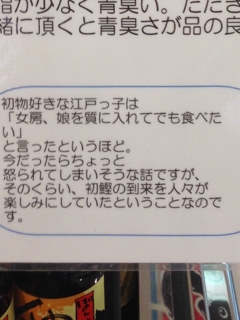 脂が少なく青臭い。たたき
緒に頂くと青臭さが品の良
初物好きな江戸っ子は
「女房、娘を質に入れてでも食べた
い」
と言ったというほど。
今だったらちょっと
怒られてしまいそうな話ですが、
そのくらい、初鰹の到来を人々が
楽しみにしていたということなので
す。